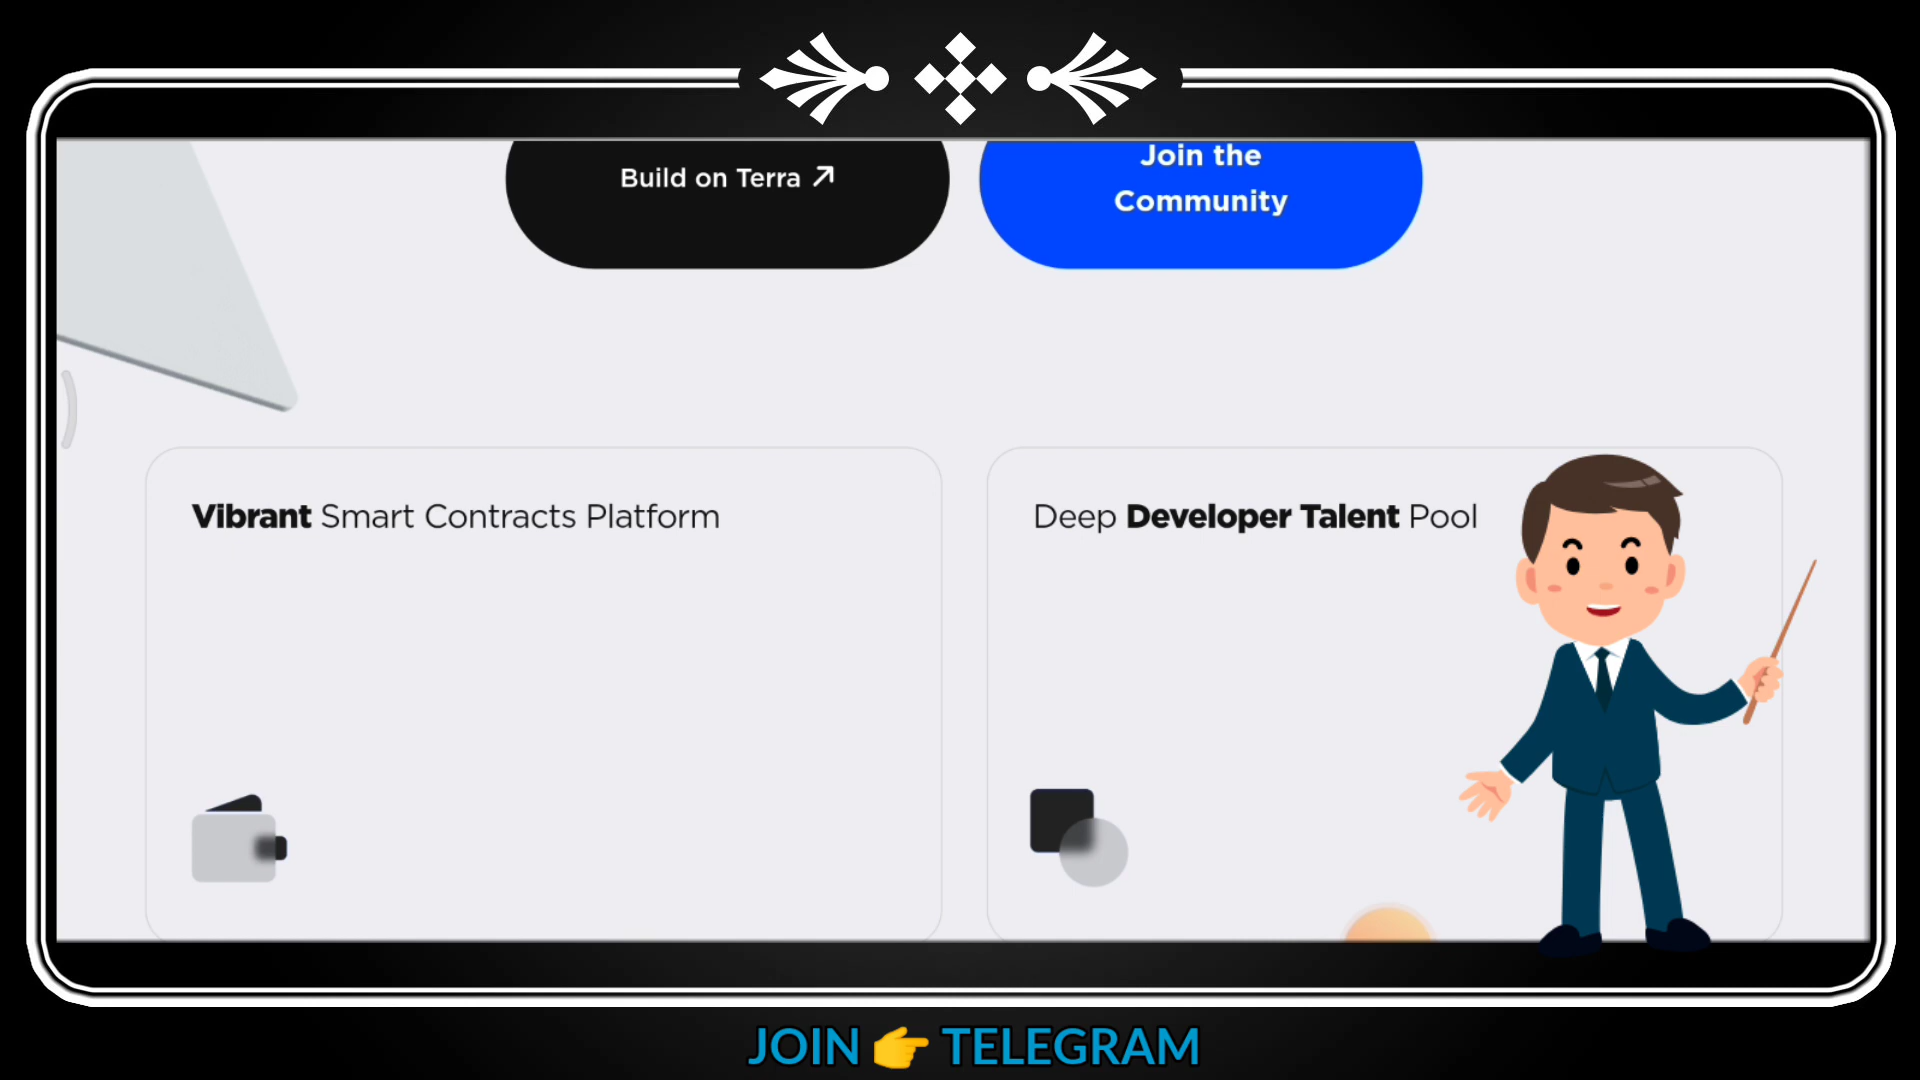 Build on Terra
Join the
Community
Vibrant Smart Contracts Platform
Deep Developer Talent Pool
JOIN 👉 TELEGRAM